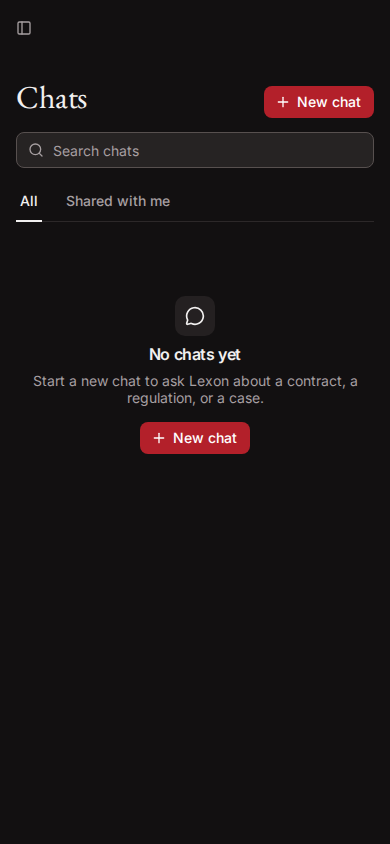 Chats
New chat
Search chats
All
Shared with me
No chats yet
Start a new chat to ask Lexon about a contract, a
regulation, or a case.
New chat